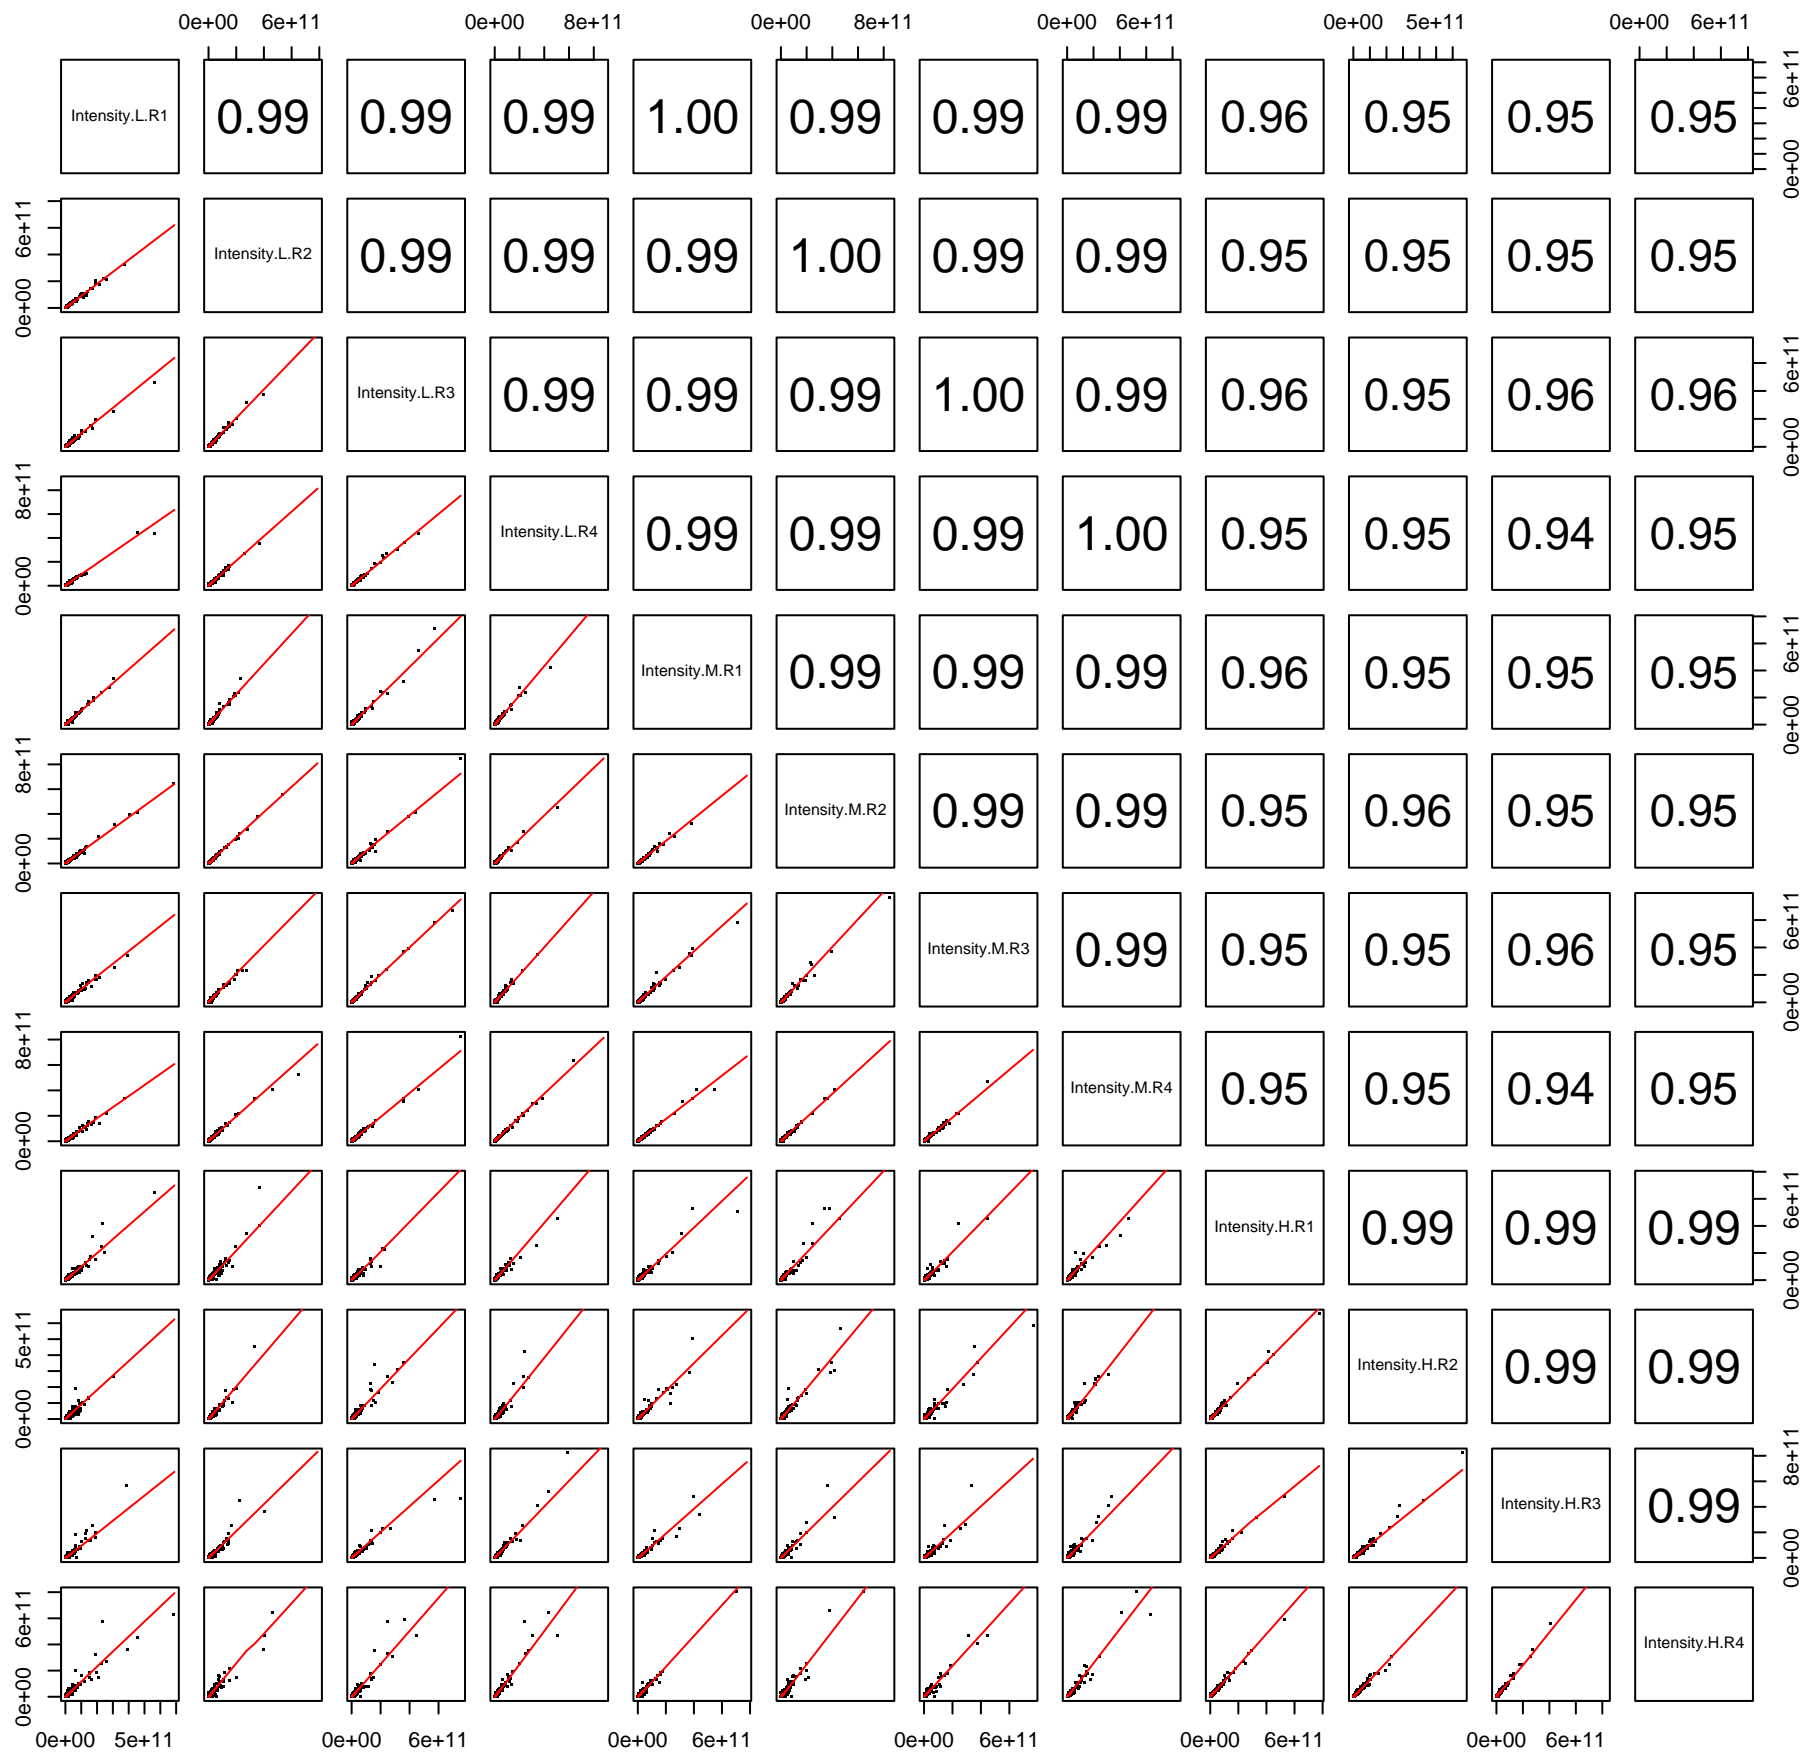 0e+00 6e+11 0e+00 8e+11 0e+00 8e+11 0e+00 6e+11 0e+00 5e+11 0e+00 6e+11
Intensity.L.R1 0.99 0.99 0.99 1.00 0.99 0.99 0.99 0.96 0.95 0.95 0.95 0e+00 6e+11
0e+00 6e+11 Intensity.L.R2 0.99 0.99 0.99 1.00 0.99 0.99 0.95 0.95 0.95 0.95
Intensity.L.R3 0.99 0.99 0.99 1.00 0.99 0.96 0.95 0.96 0.96 0e+00 6e+11
0e+00 8e+11 Intensity.L.R4 0.99 0.99 0.99 1.00 0.95 0.95 0.94 0.95
Intensity.M.R1 0.99 0.99 0.99 0.96 0.95 0.95 0.95 0e+00 6e+11
0e+00 8e+11 Intensity.M.R2 0.99 0.99 0.95 0.96 0.95 0.95
Intensity.M.R3 0.99 0.95 0.95 0.96 0.95 0e+00 6e+11
0e+00 8e+11 Intensity.M.R4 0.95 0.95 0.94 0.95
Intensity.H.R1 0.99 0.99 0.99 0e+00 6e+11
0e+00 5e+11 Intensity.H.R2 0.99 0.99
Intensity.H.R3 0.99 0e+00 8e+11
0e+00 6e+11 Intensity.H.R4
0e+00 5e+11 0e+00 6e+11 0e+00 6e+11 0e+00 6e+11 0e+00 6e+11 0e+00 6e+11